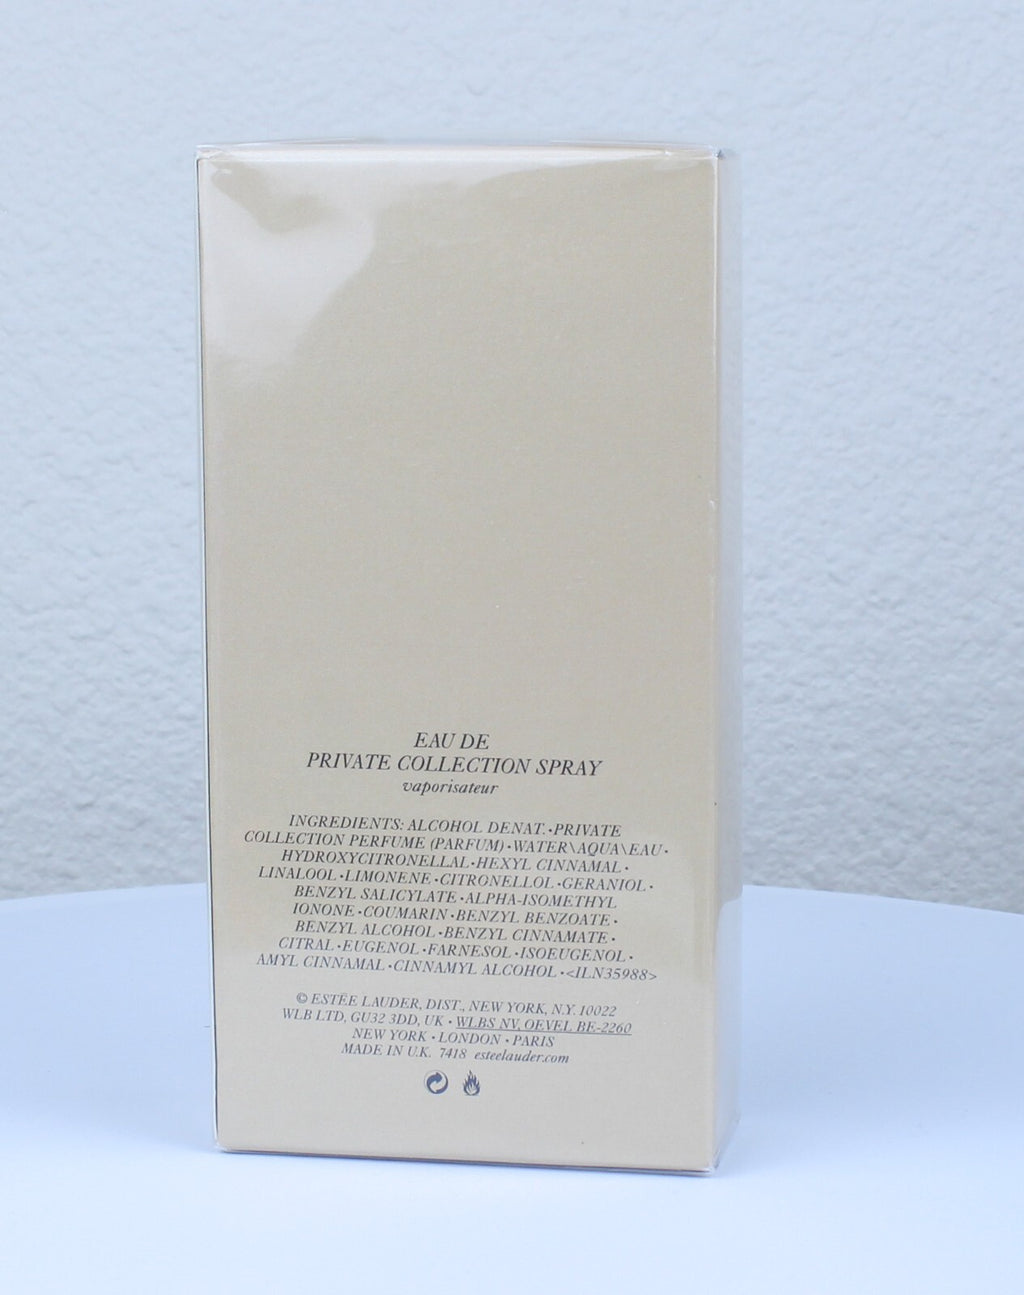 EAU DE
PRIVATE COLLECTION SPRAY
vaporisateur
INGREDIENTS: ALCOHOL DENAT.•PRIVATE
COLLECTION PERFUME (PARFUM)•WATER\AQUA\EAU•
HYDROXYCITRONELLAL•HEXYL CINNAMAL•
LINALOOL•LIMONENE•CITRONELLOL•GERANIOL•
BENZYL SALICYLATE•ALPHA-ISOMETHYL
IONONE•COUMARIN•BENZYL BENZOATE•
BENZYL ALCOHOL•BENZYL CINNAMATE•
CITRAL•EUGENOL•FARNESOL•ISOEUGENOL•
AMYL CINNAMAL•CINNAMYL ALCOHOL•<ILN35988>
© ESTĒE LAUDER, DIST., NEW YORK, N.Y. 10022
WLB LTD, GU32 3DD, UK • WLBS NV, OEVEL BE-2260
NEW YORK • LONDON • PARIS
MADE IN U.K. 7418 esteelauder.com